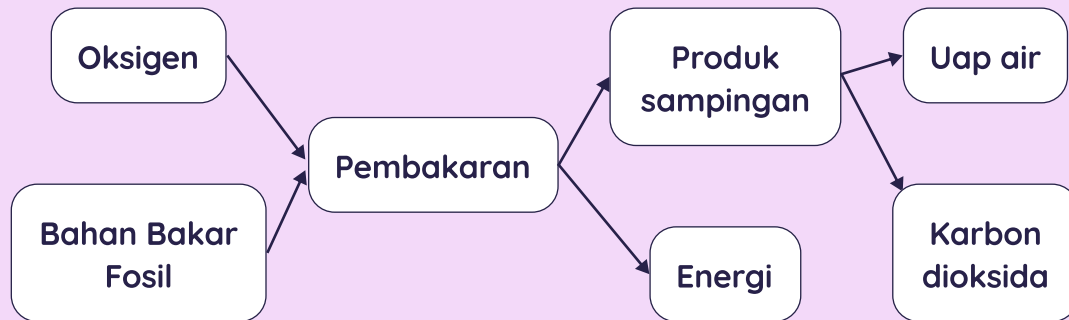 Oksigen
Bahan Bakar
Fosil
Pembakaran
Produk
sampingan
Energi
Uap air
Karbon
dioksida